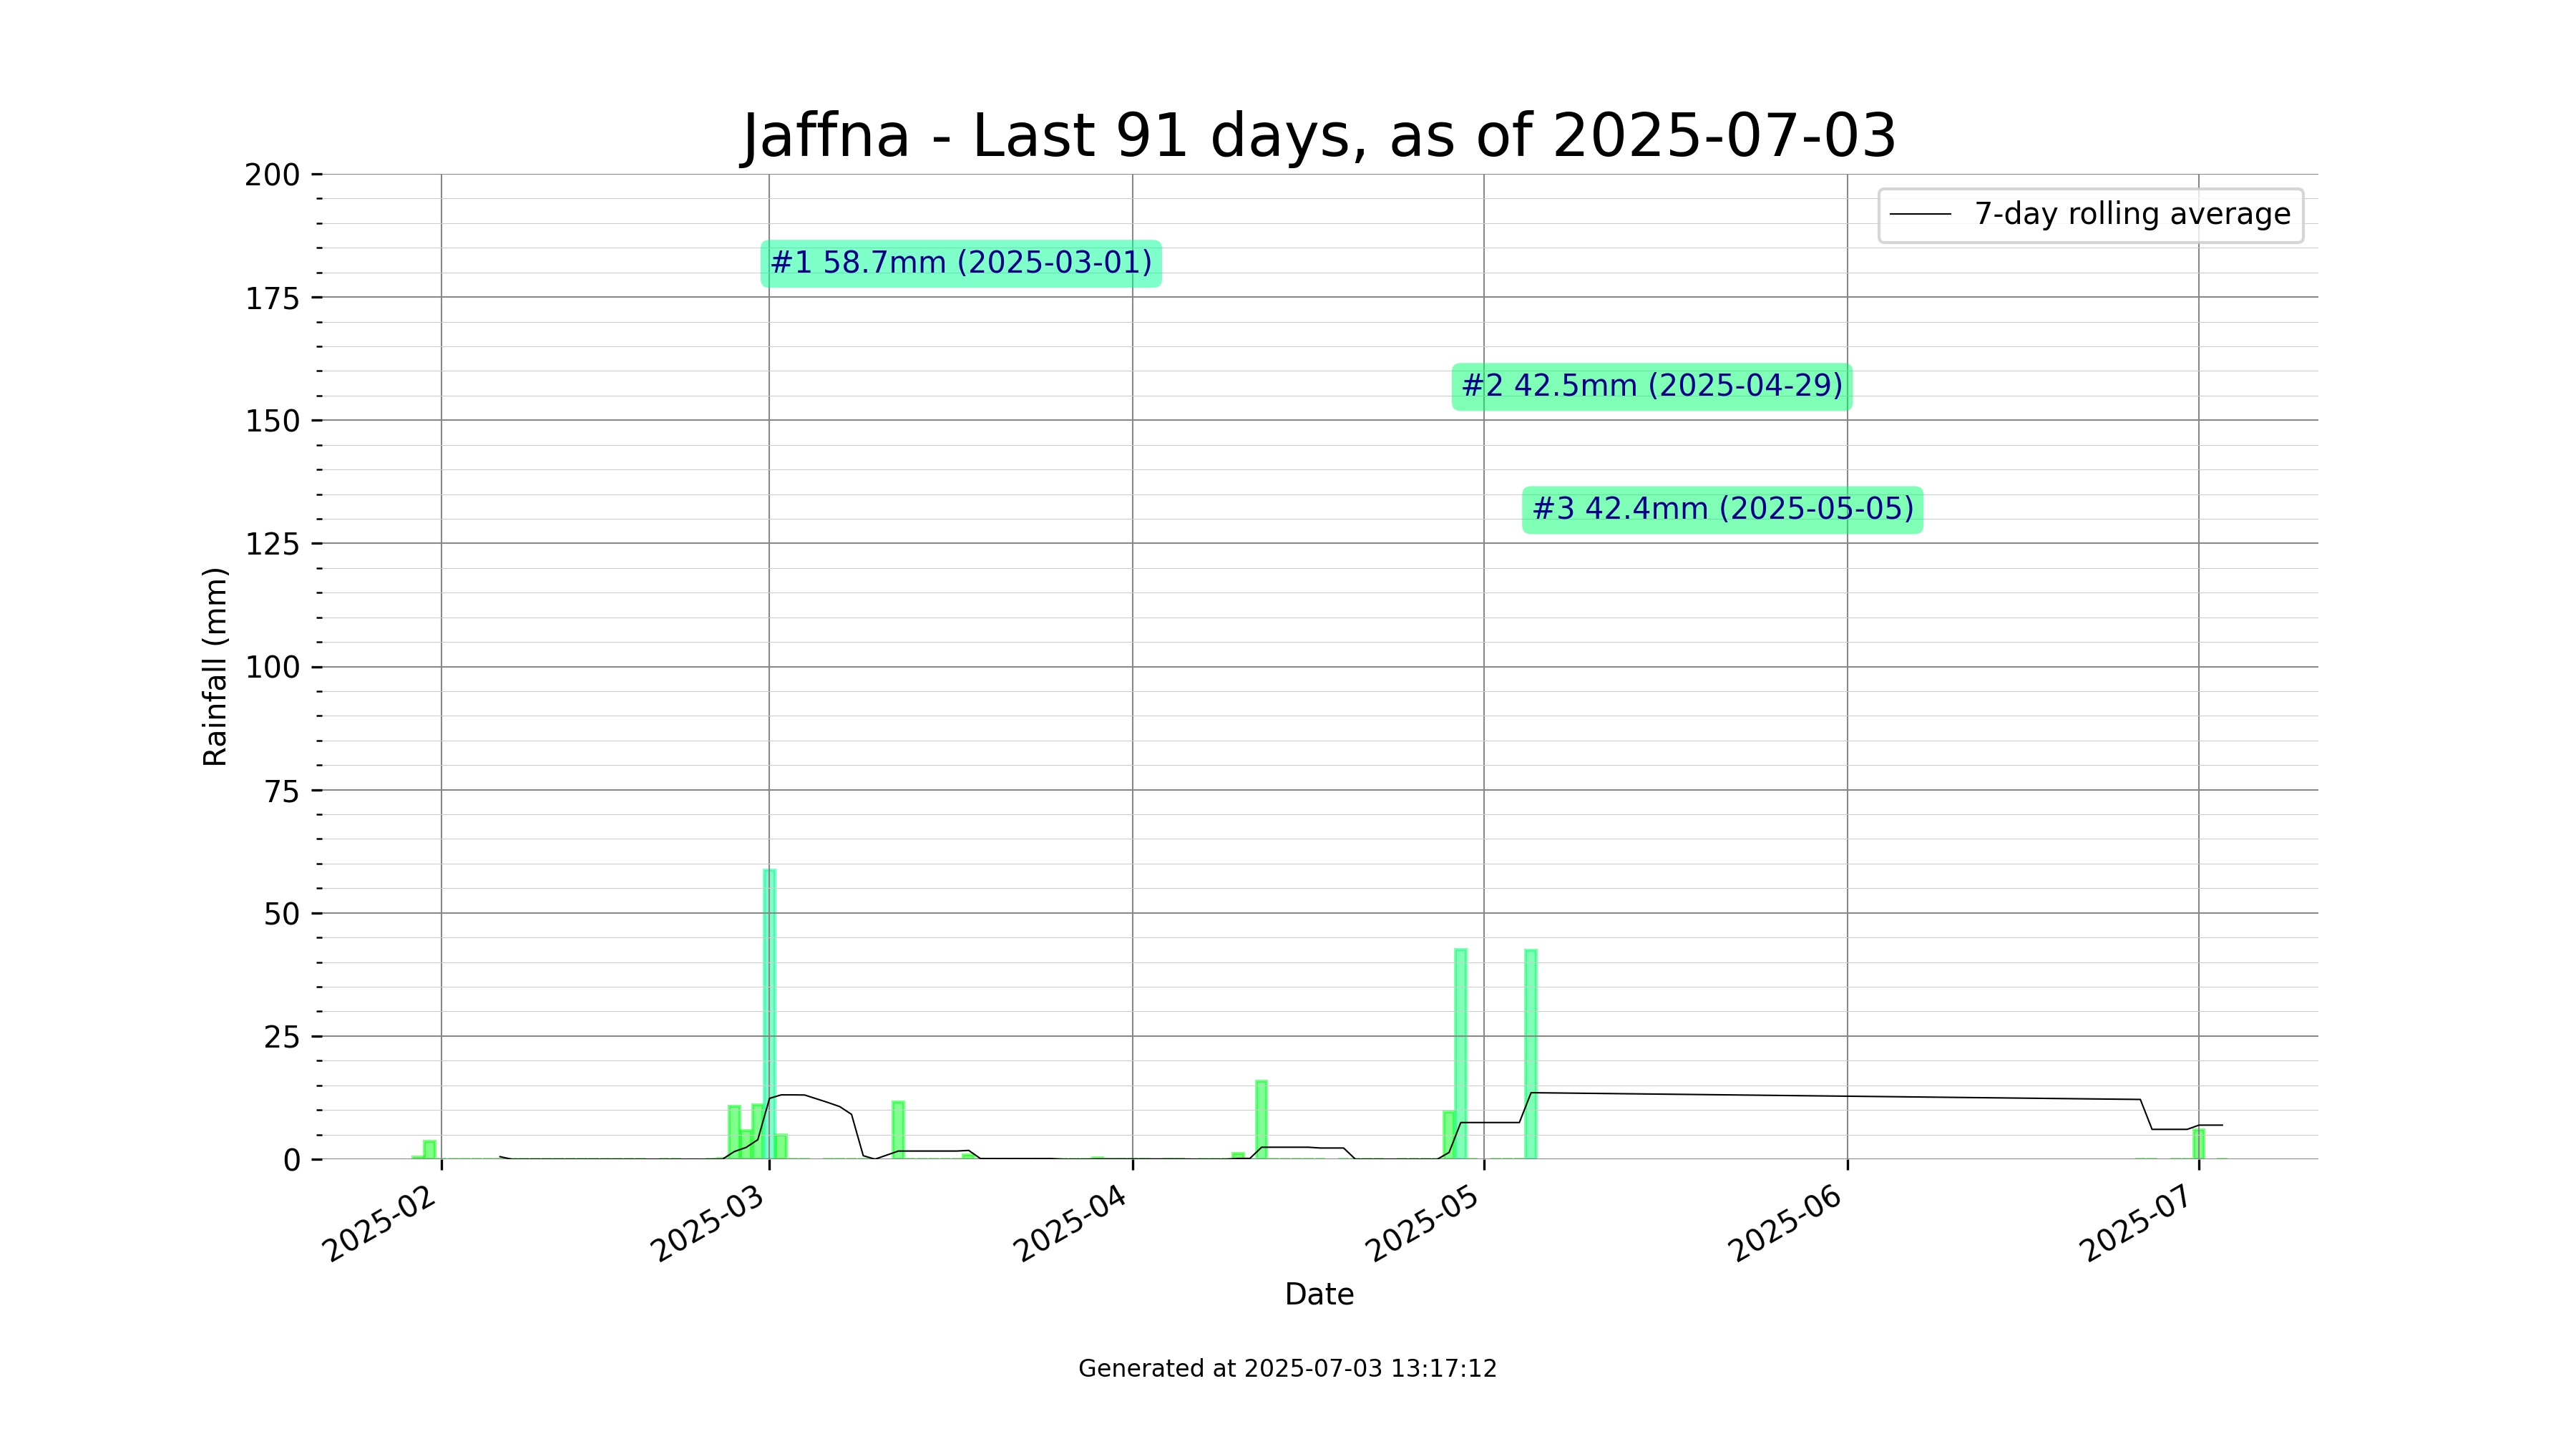 Jaffna - Last 91 days, as of 2025-07-03
200
175
150
125
100
75
50
25
0
Rainfall (mm)
7-day rolling average
#1 58.7mm (2025-03-01)
#2 42.5mm (2025-04-29)
#3 42.4mm (2025-05-05)
2025-02
2025-03
2025-04
2025-05
2025-06
2025-07
Date
Generated at 2025-07-03 13:17:12